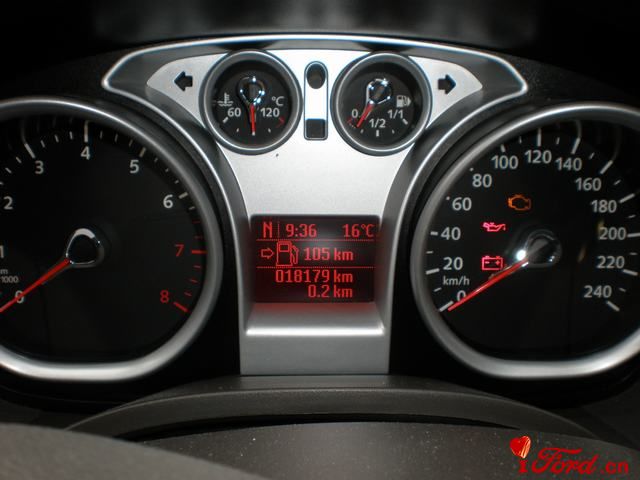 60 120 °C
0 1/2 1/1
1 2 3 4 5 6 7 8
0
1000
N 9:36 16°C
105 km
018179 km
0.2 km
0 20 40 60 80 100 120 140 160 180 200 220 240
km/h
i Ford.cn